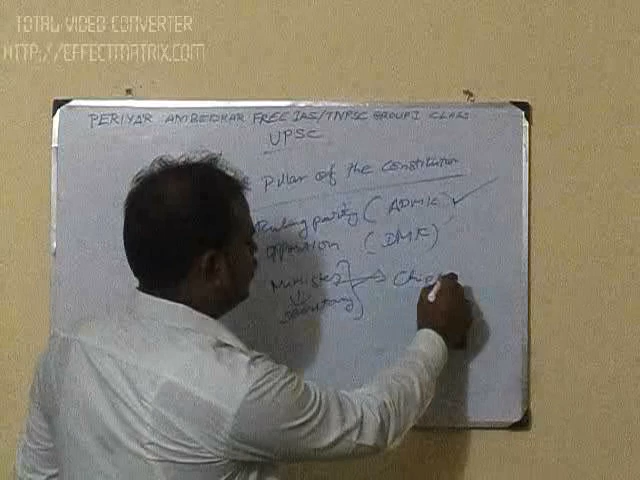 TOTAL VIDEO CONVERTER
HTTP://EFFECTMATRIX.COM
PERIYAR AMBEDHAR FREE IAS/TNPSC GROUP I CLASS
UPSC
Pillar of the Constitution
Ruling party (ADMK) ✓
opposition (DMK)
Minister
Secretary